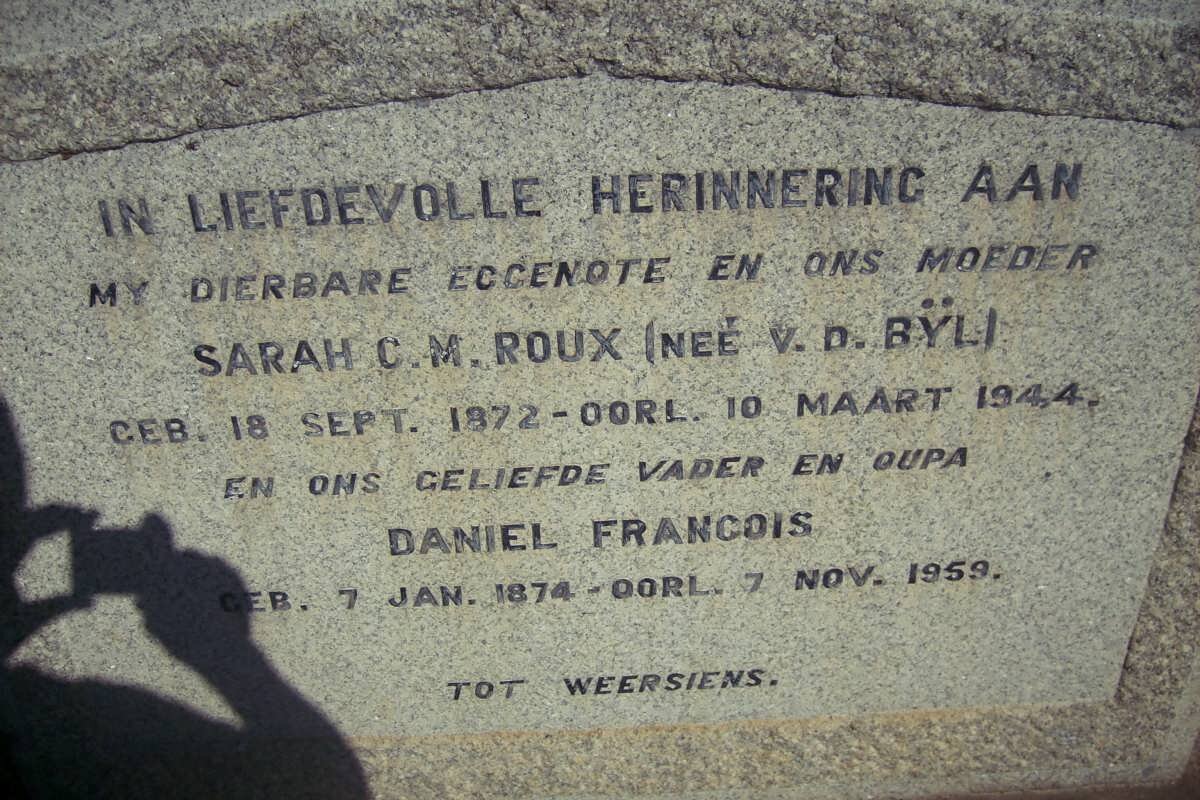 IN LIEFDEVOLLE HERINNERING AAN
MY DIERBARE EGGENOTE EN ONS MOEDER
SARAH C.M. ROUX (NEÉ V. D. BŸL)
GEB. 18 SEPT. 1872 - OORL. 10 MAART 1944.
EN ONS GELIEFDE VADER EN OUPA
DANIEL FRANCOIS
GEB. 7 JAN. 1874 - OORL. 7 NOV. 1959.
TOT WEERSIENS.